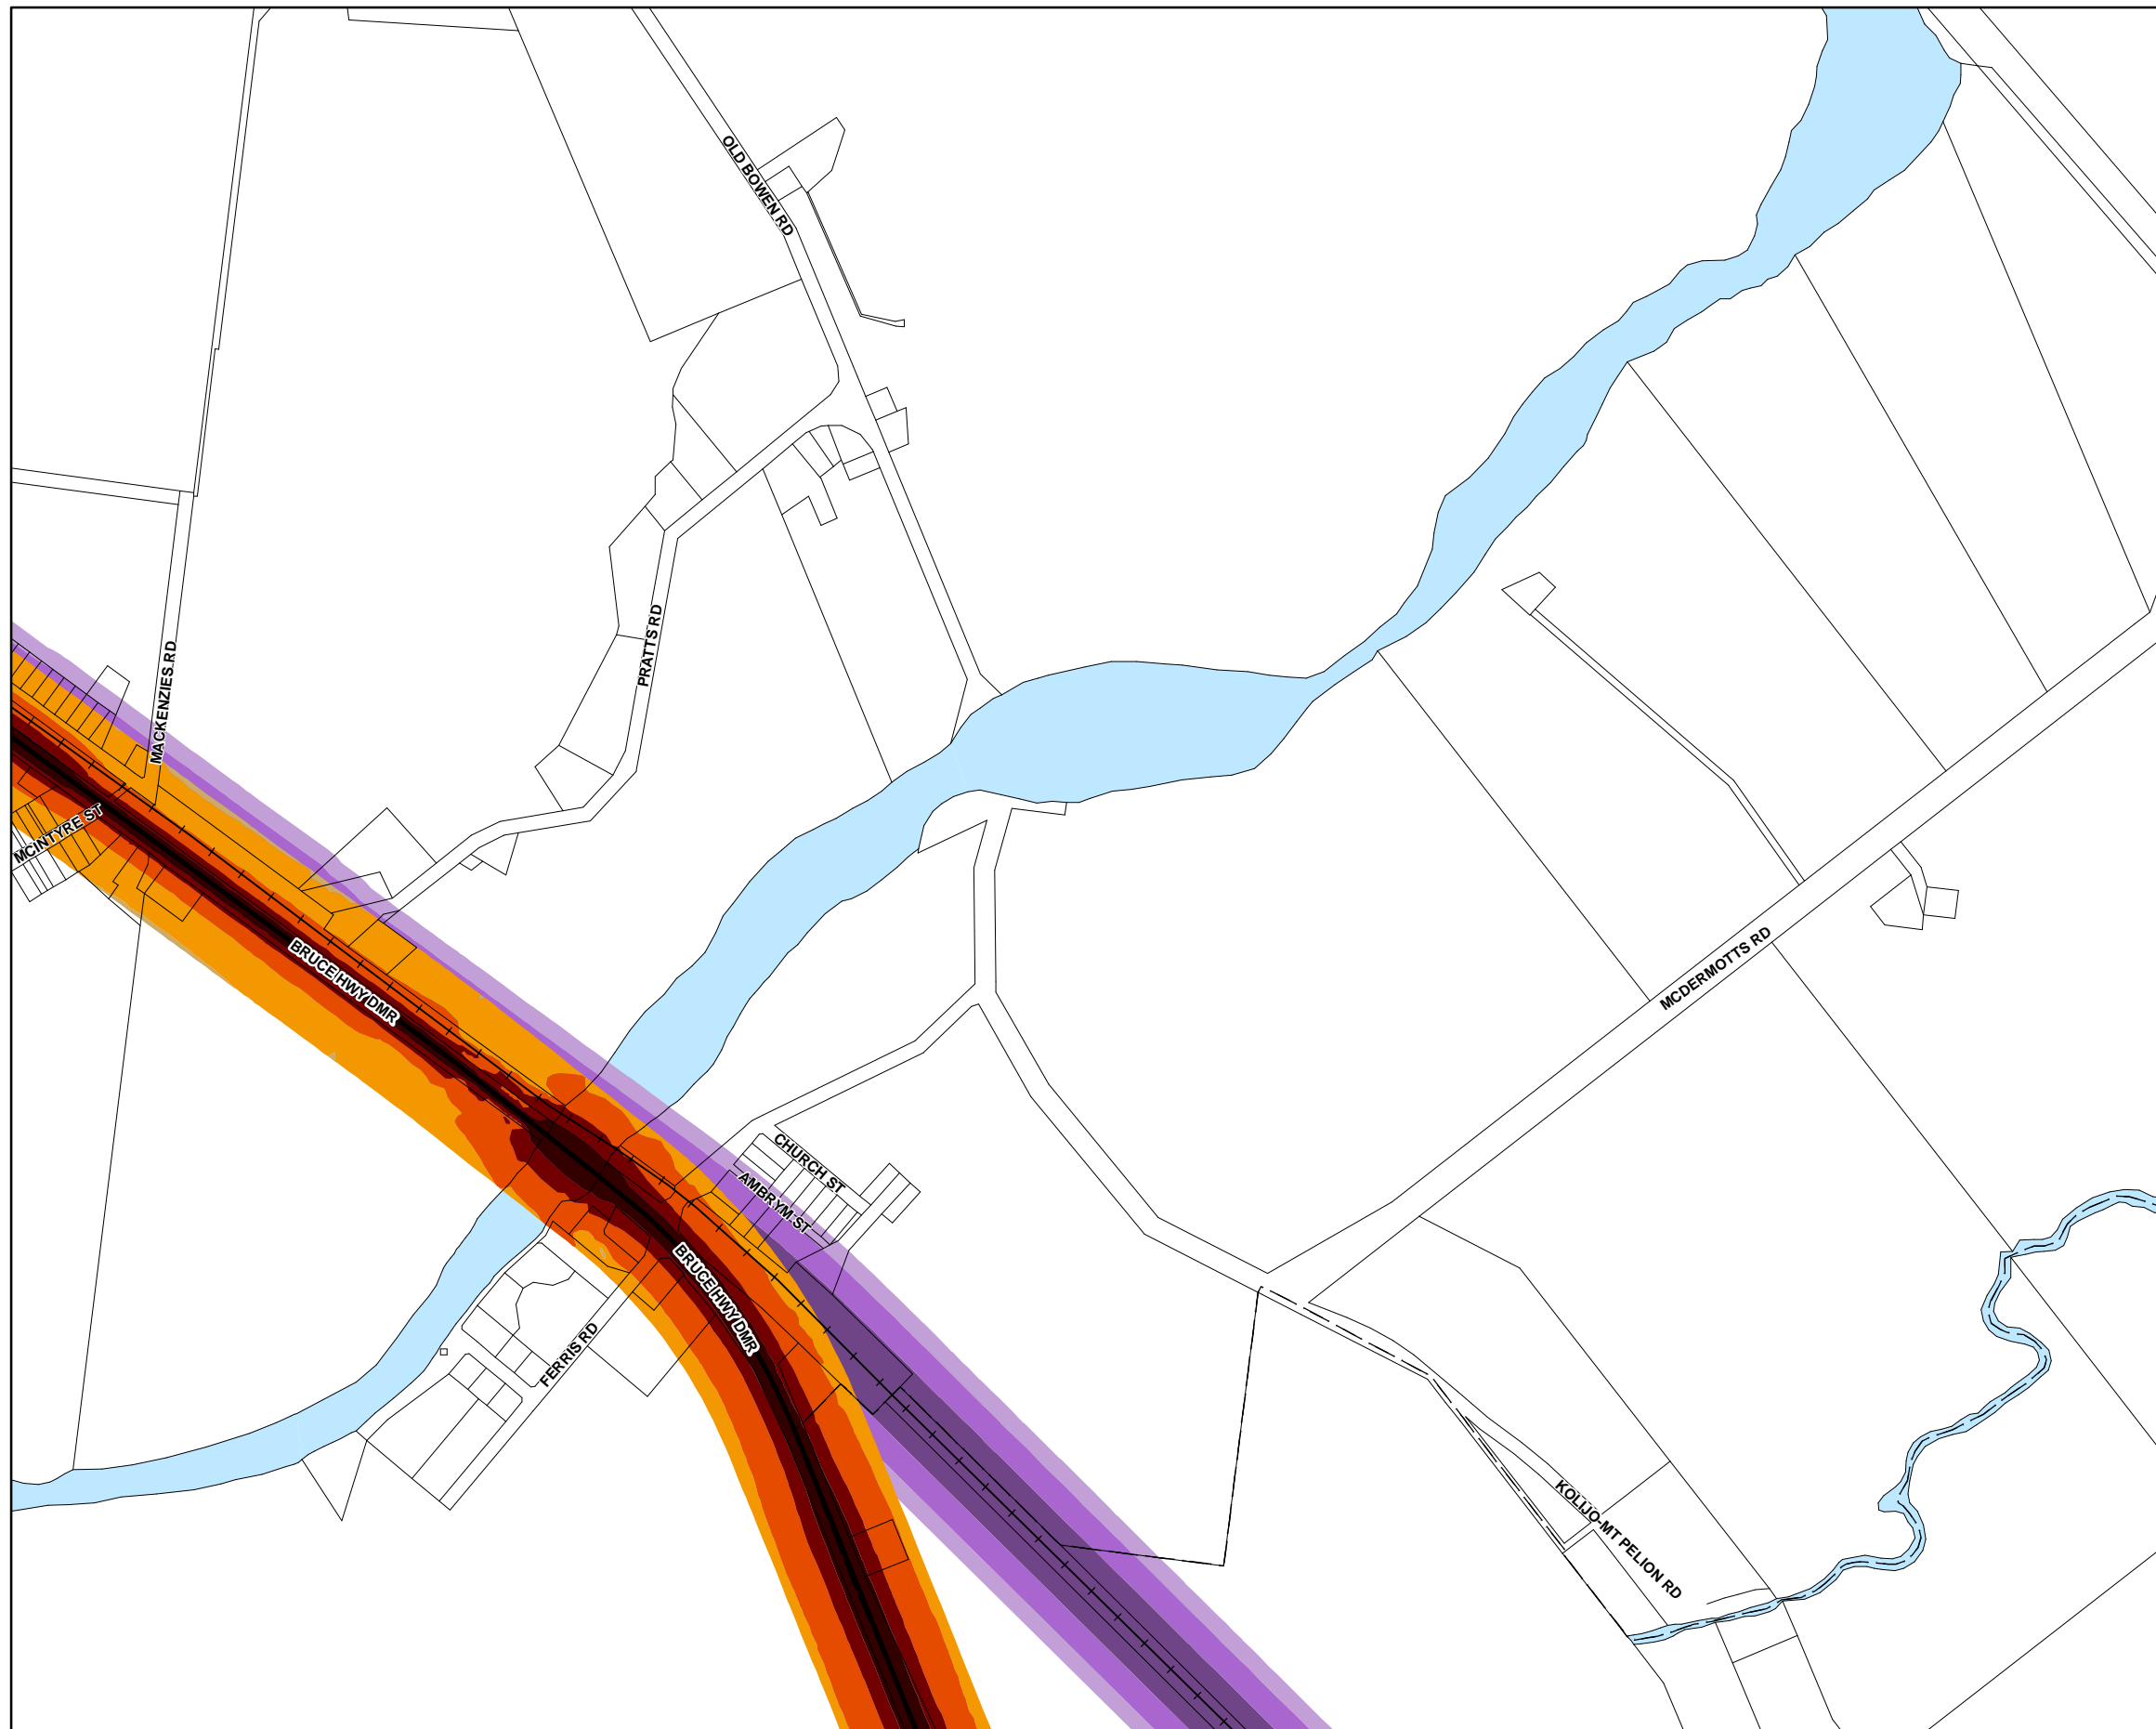 OLD BOWEN RD
PRATTS RD
MACKENZIES RD
MCINTYRE ST
BRUCE HWY DMR
MCDERMOTTS RD
CHURCH ST
AMBRYM ST
BRUCE HWY DMR
FERRIS RD
KOLIJO-MT PELION RD